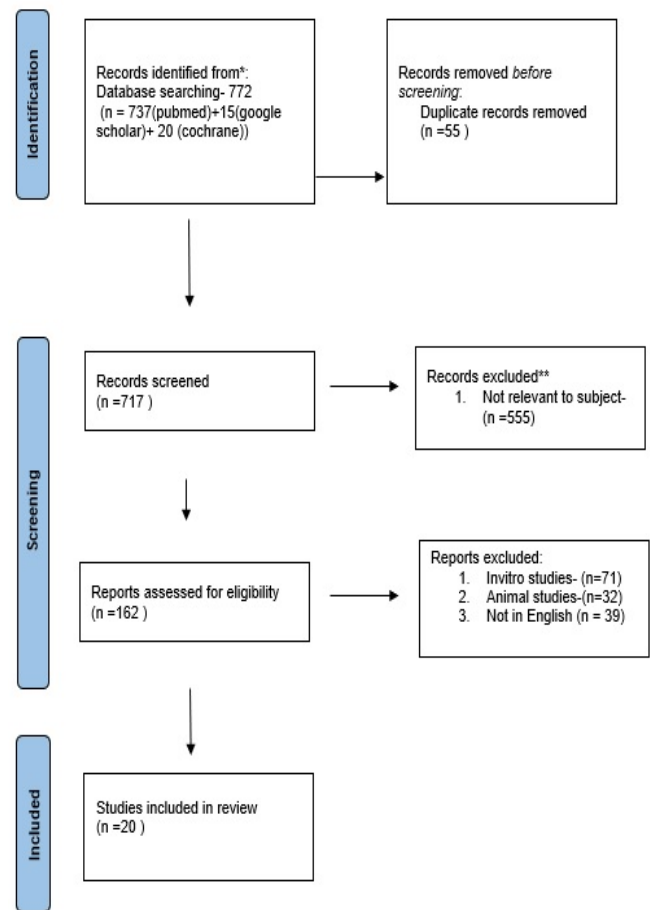 Identification
Records identified from*:
Database searching- 772
(n = 737(pubmed)+15(google
scholar)+ 20 (cochrane))
Records removed before
screening:
Duplicate records removed
(n =55 )
Screening
Records screened
(n =717 )
Records excluded**
1. Not relevant to subject-
(n =555)
Reports assessed for eligibility
(n =162 )
Reports excluded:
1. Invitro studies- (n=71)
2. Animal studies-(n=32)
3. Not in English (n = 39)
Included
Studies included in review
(n =20 )